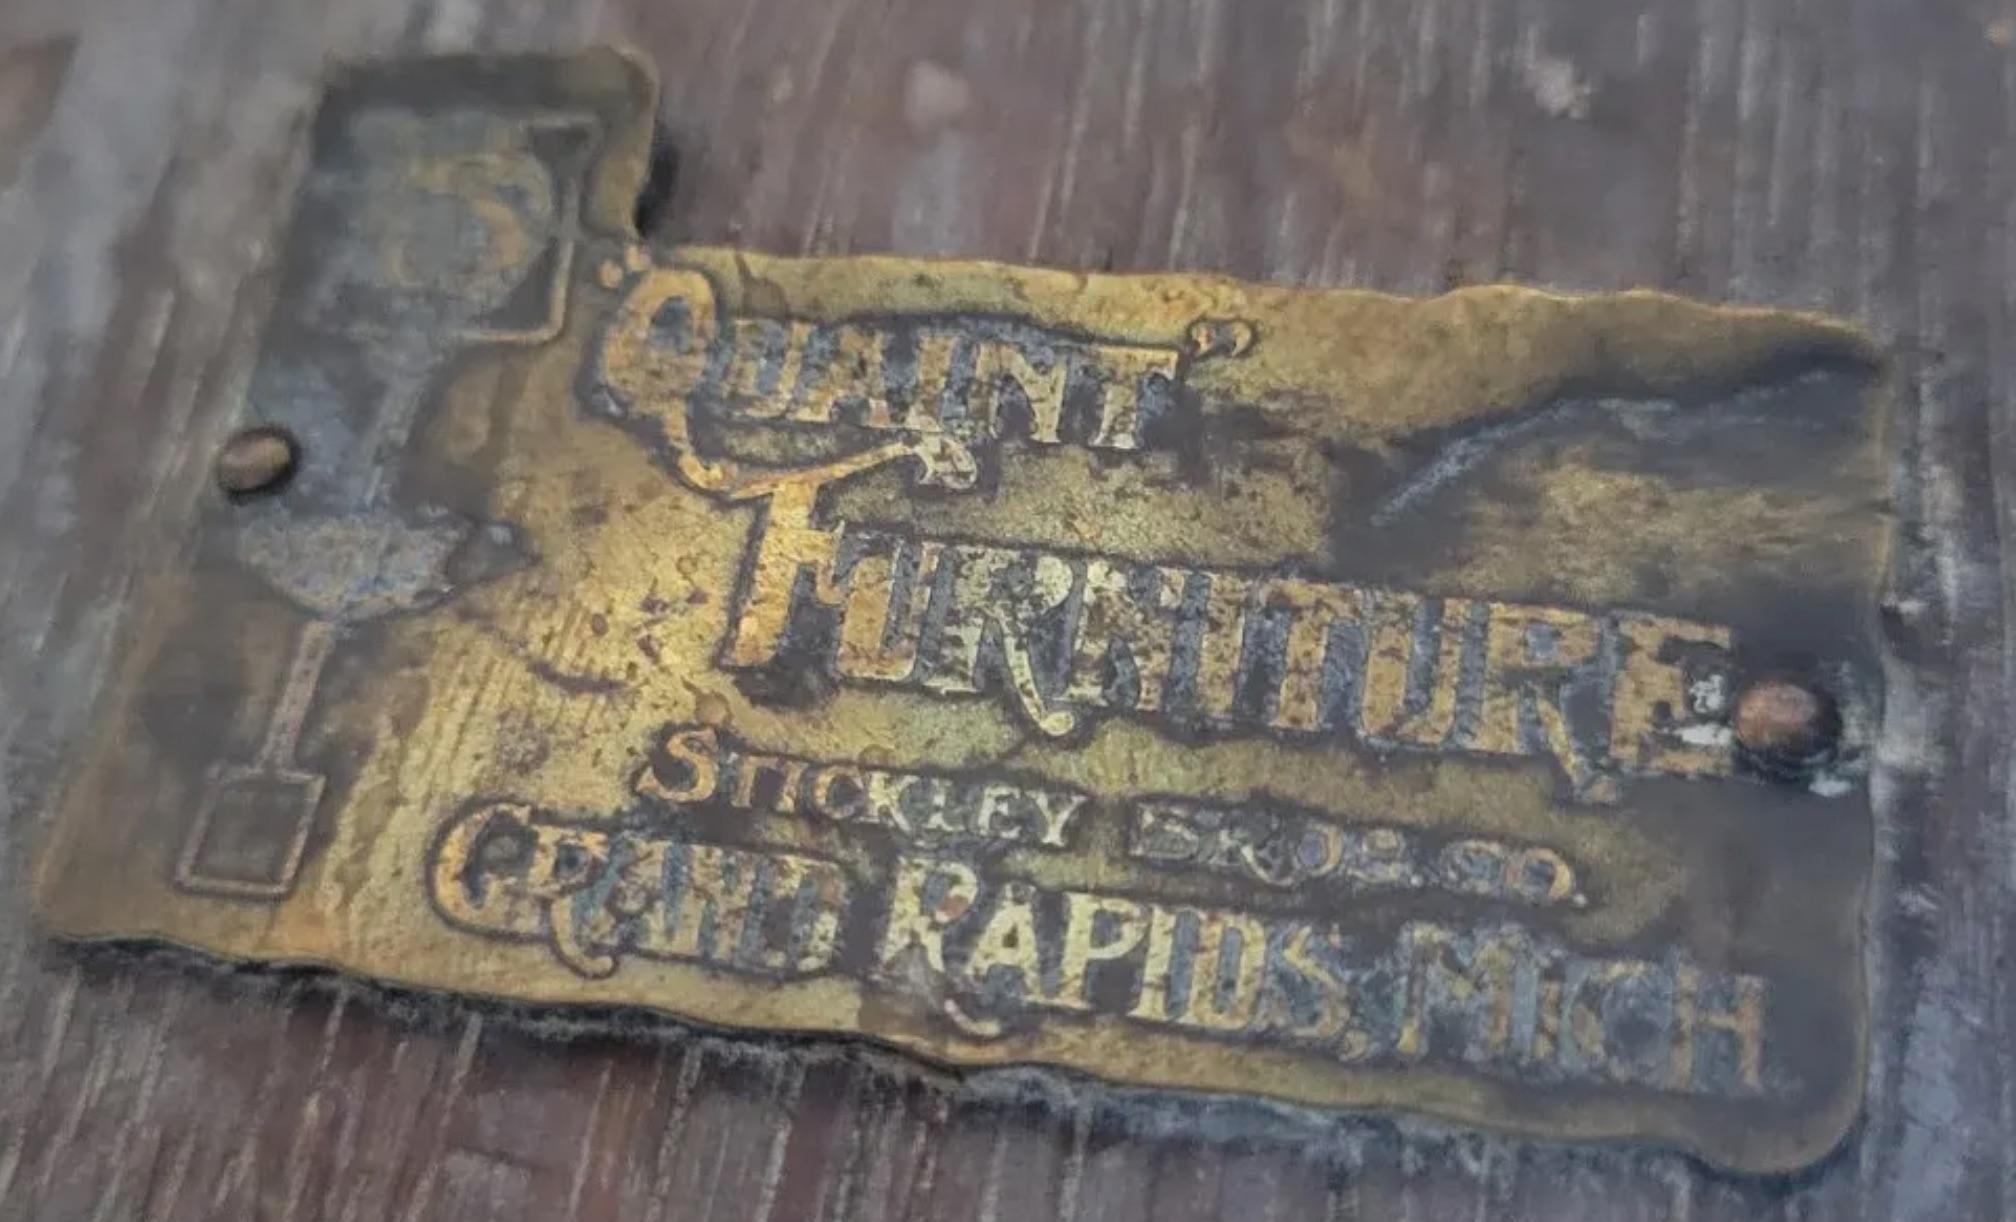 "QUAINT"
FURNITURE
STICKLEY BROS. CO.
GRAND RAPIDS, MICH